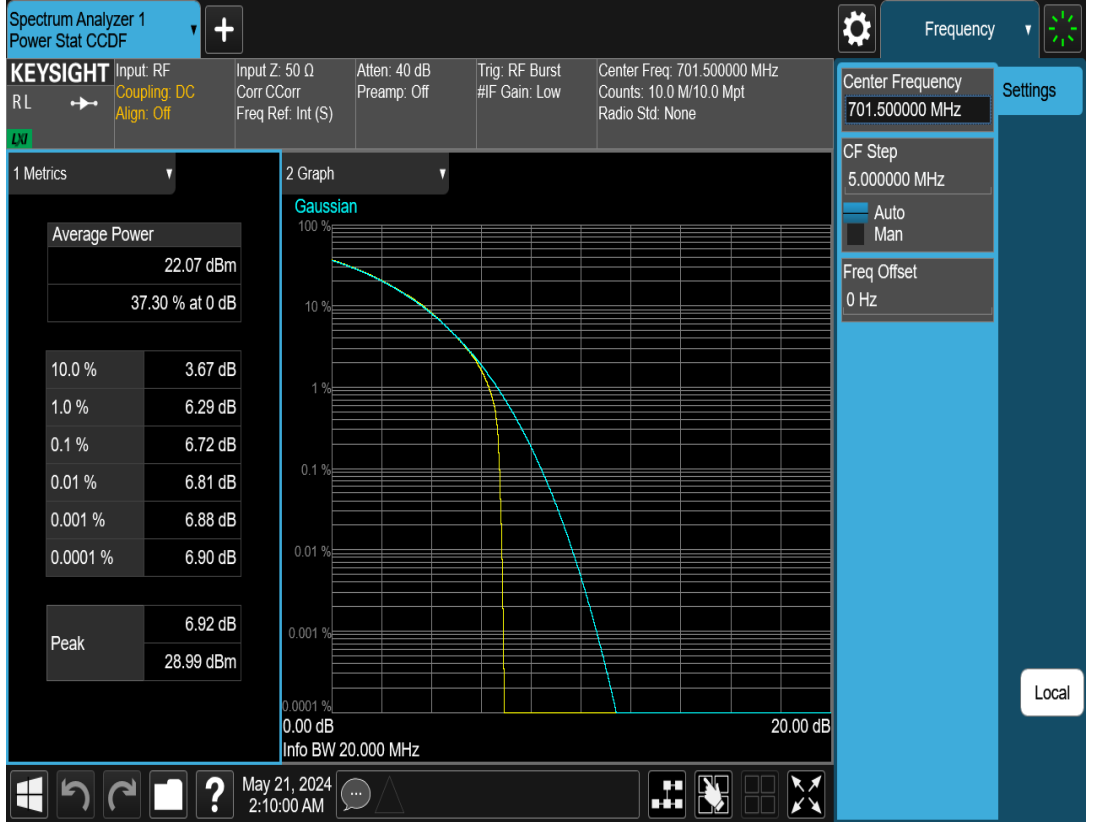 Spectrum Analyzer 1
Power Stat CCDF
Frequency
KEYSIGHT
R L
LXI
Input: RF
Coupling: DC
Align: Off
Input Z: 50 Ω
Corr CCorr
Freq Ref: Int (S)
Atten: 40 dB
Preamp: Off
Trig: RF Burst
#IF Gain: Low
Center Freq: 701.500000 MHz
Counts: 10.0 M/10.0 Mpt
Radio Std: None
Center Frequency
701.500000 MHz
Settings
CF Step
5.000000 MHz
Auto
Man
Freq Offset
0 Hz
Local
1 Metrics
Average Power
22.07 dBm
37.30 % at 0 dB
10.0 % 3.67 dB
1.0 % 6.29 dB
0.1 % 6.72 dB
0.01 % 6.81 dB
0.001 % 6.88 dB
0.0001 % 6.90 dB
Peak
6.92 dB
28.99 dBm
2 Graph
Gaussian
100 %
10 %
1 %
0.1 %
0.01 %
0.001 %
0.0001 %
0.00 dB 20.00 dB
Info BW 20.000 MHz
?
May 21, 2024
2:10:00 AM